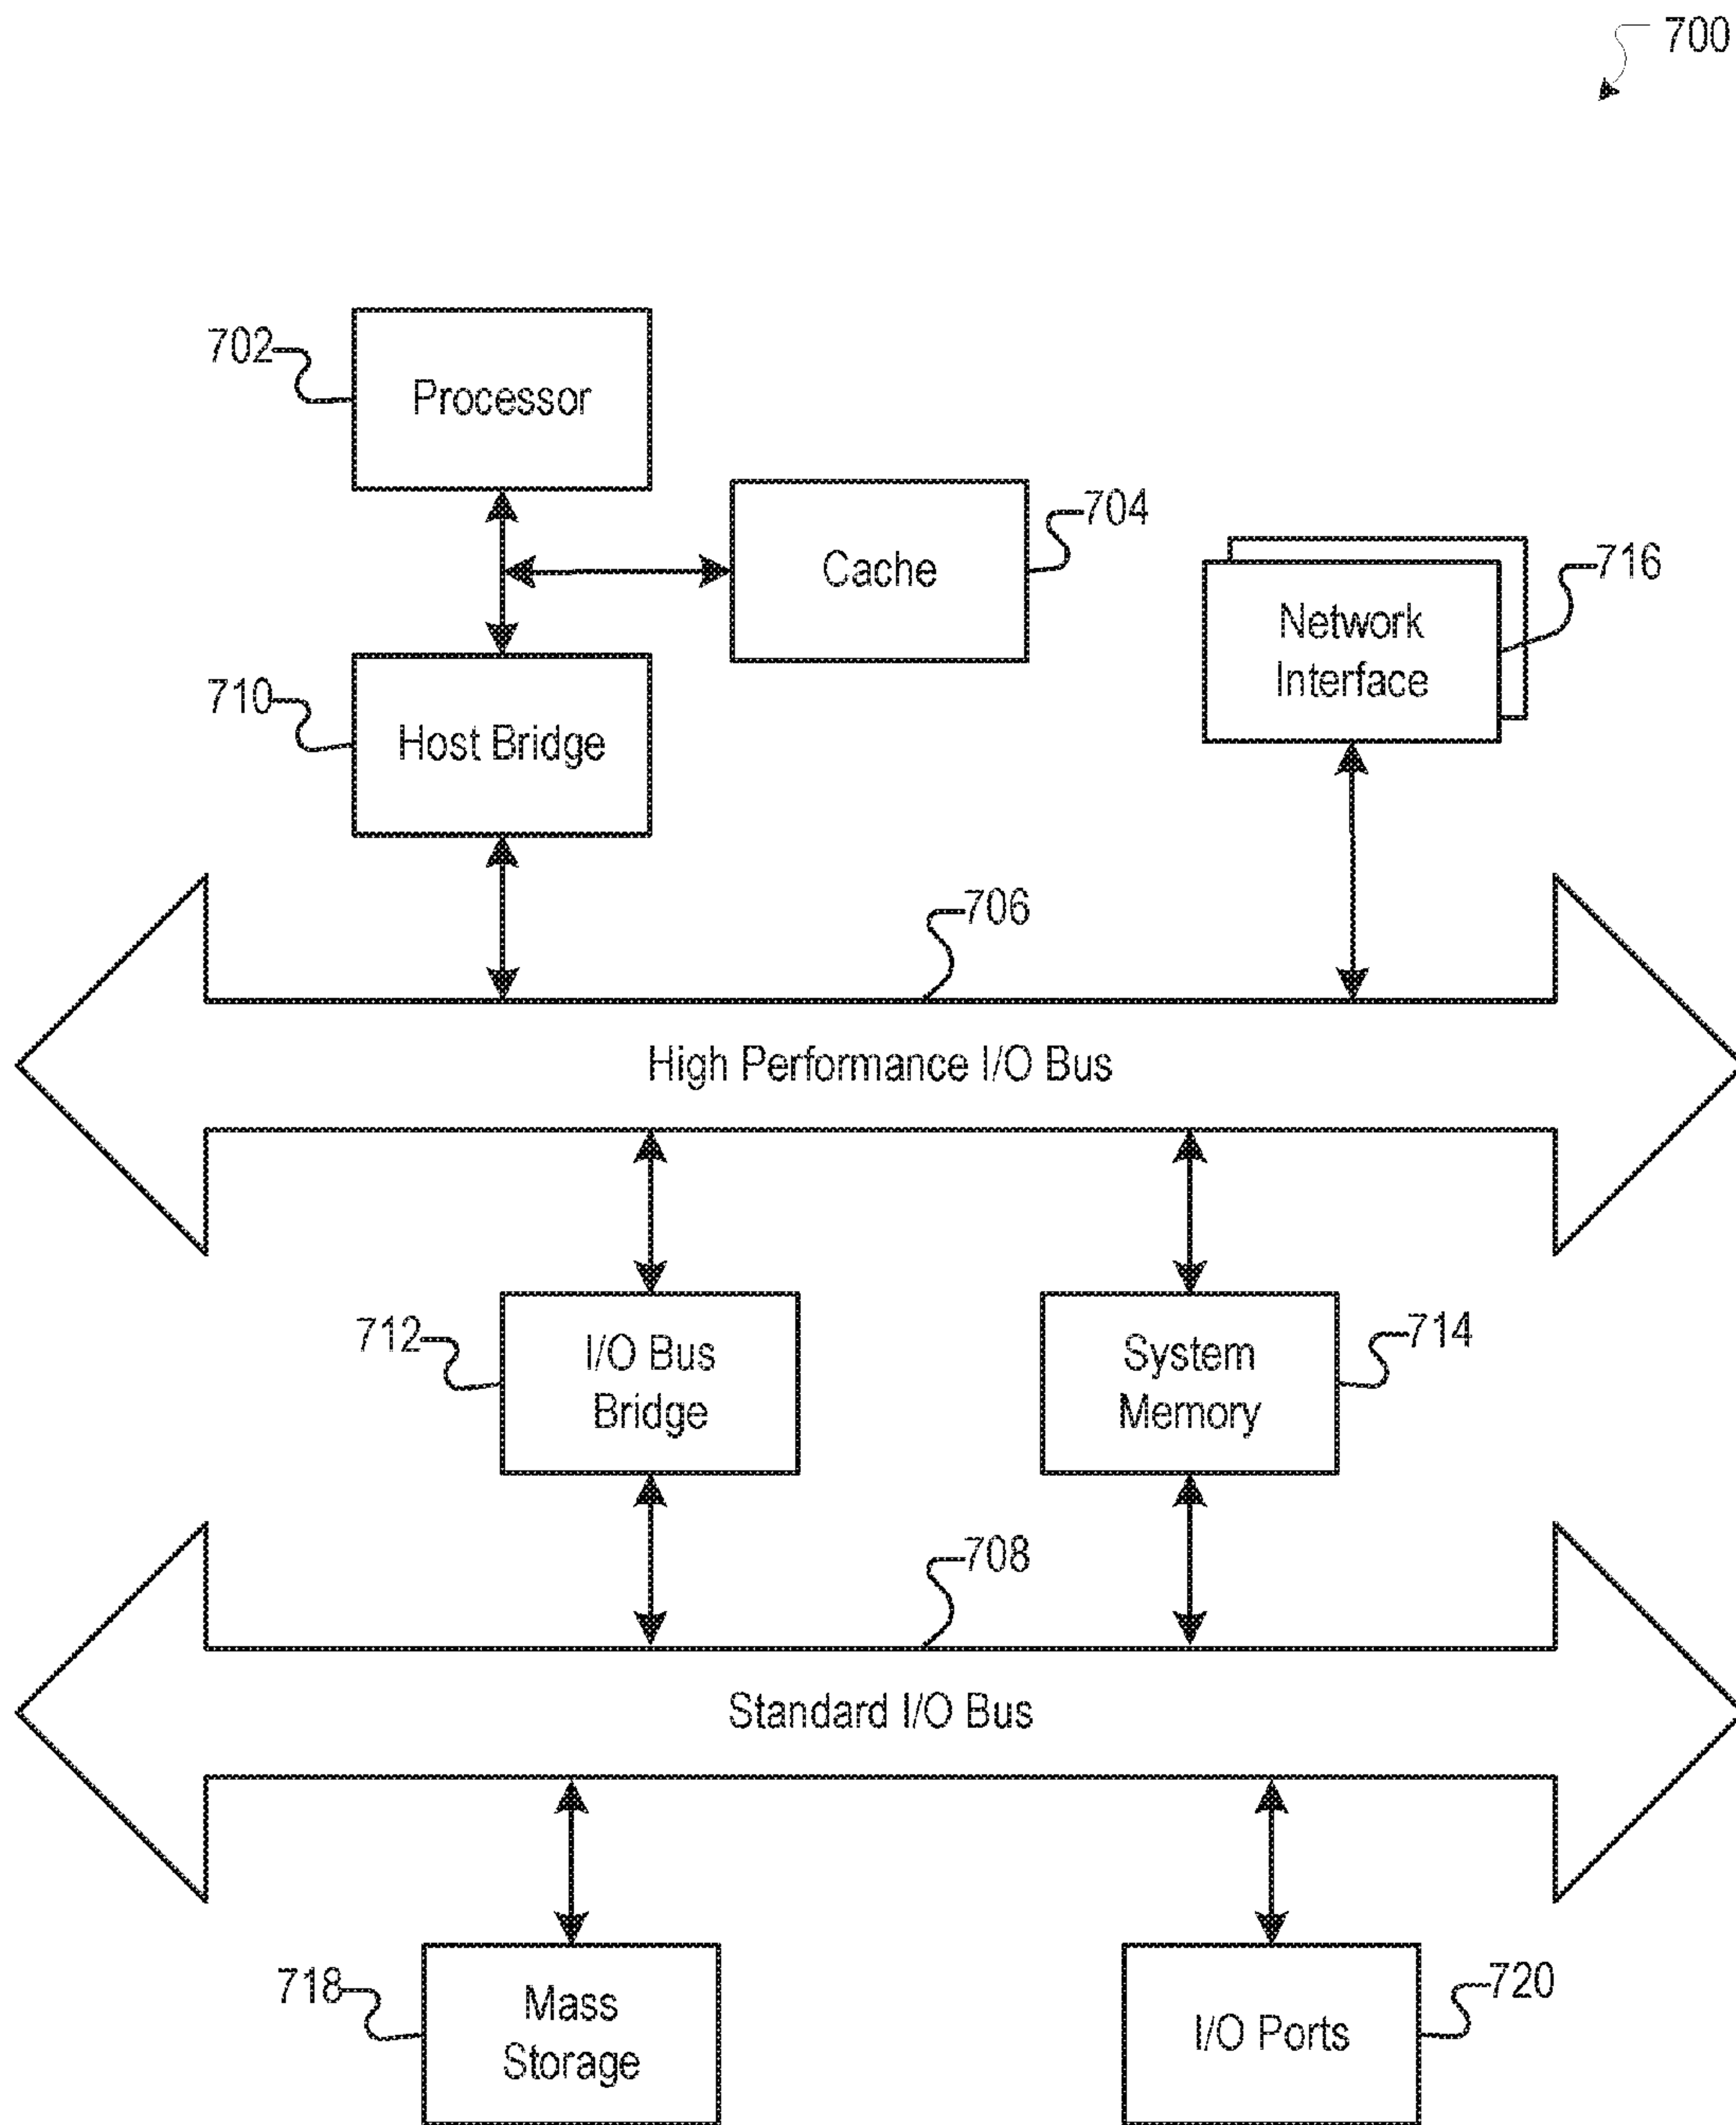 700
702
Processor
704
Cache
716
Network
Interface
710
Host Bridge
706
High Performance I/O Bus
712
I/O Bus
Bridge
714
System
Memory
708
Standard I/O Bus
718
Mass
Storage
720
I/O Ports